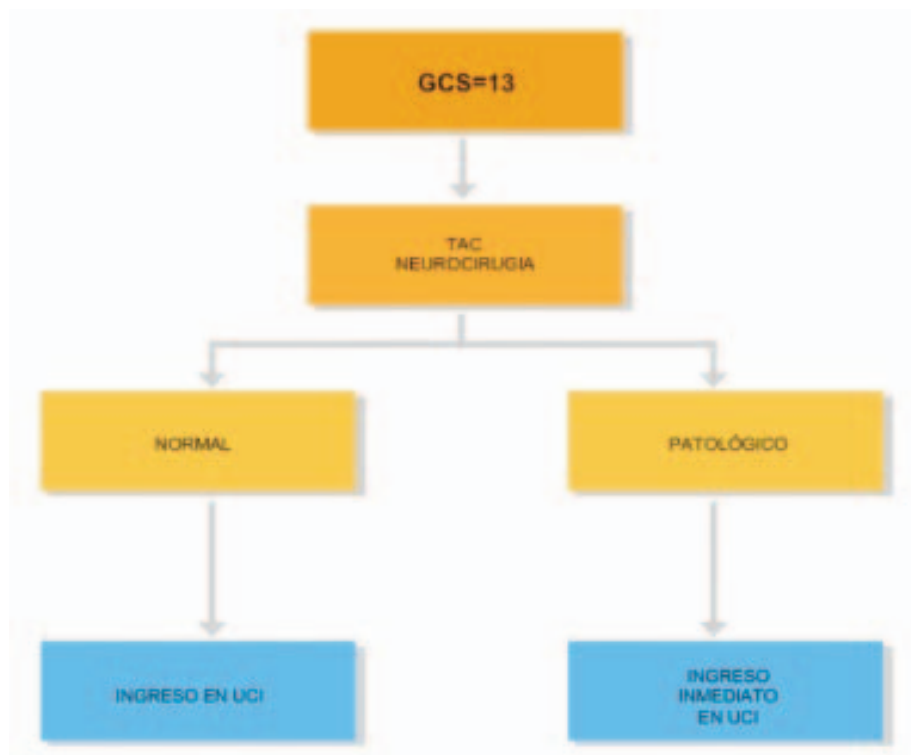 GCS=13
TAC
NEUROCIRUGIA
NORMAL
PATOLÓGICO
INGRESO EN UCI
INGRESO
INMEDIATO
EN UCI